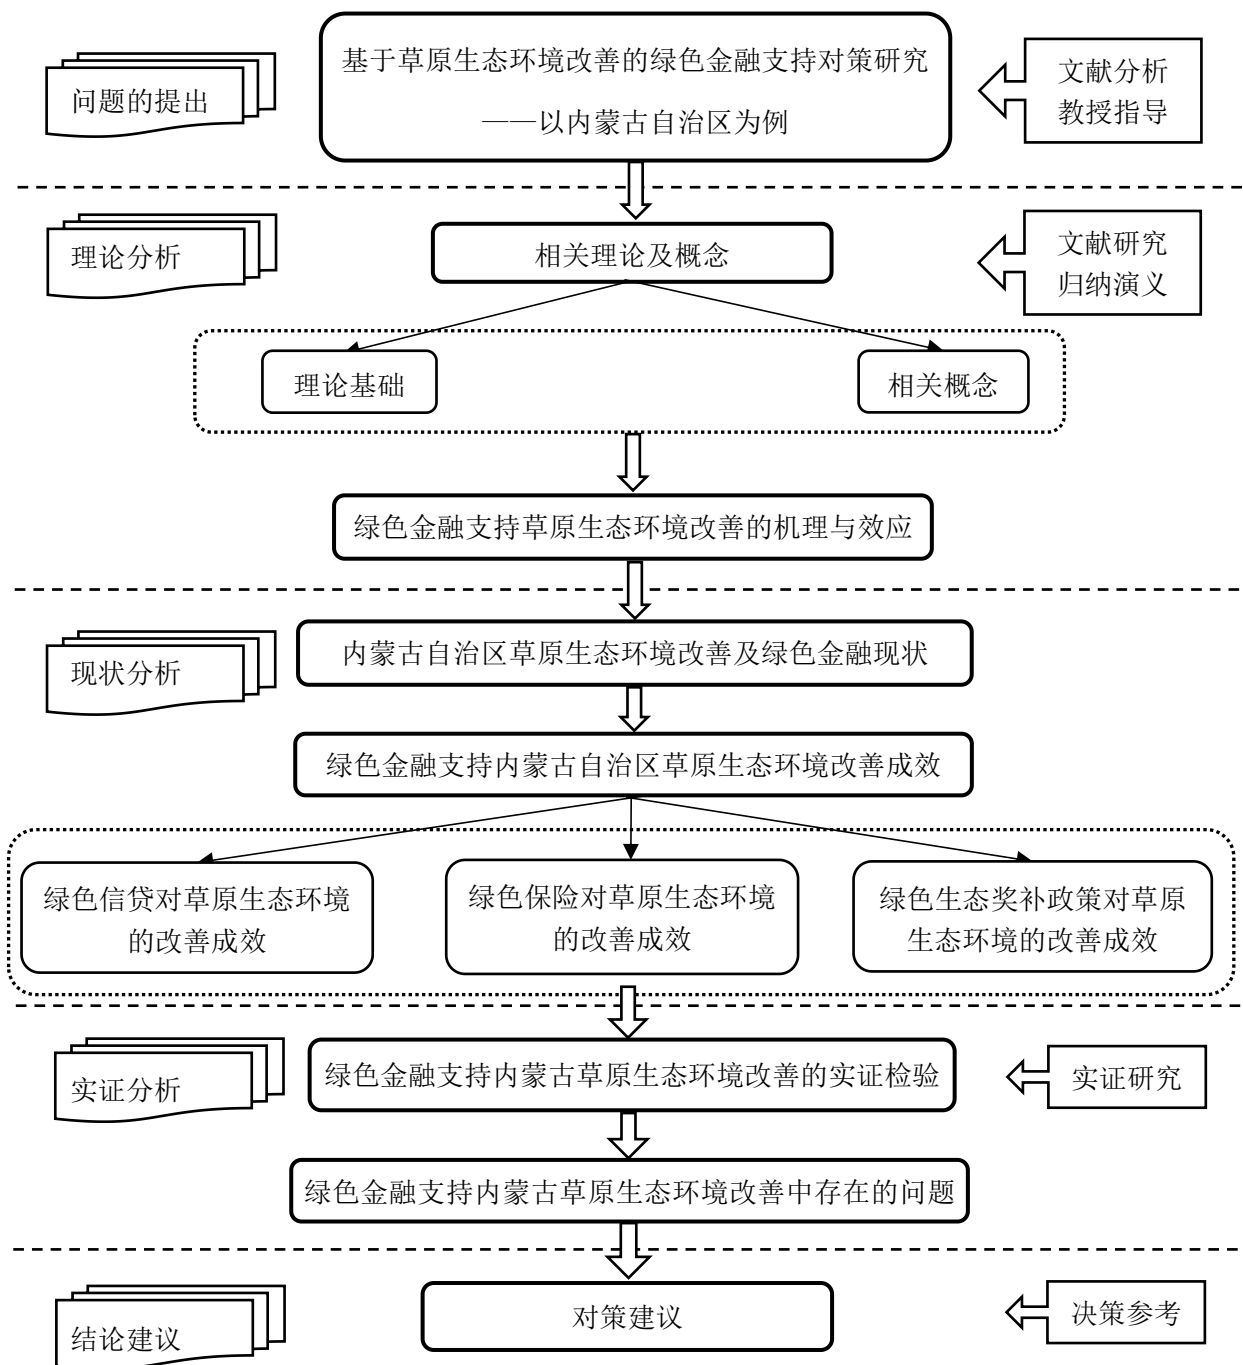 问题的提出
基于草原生态环境改善的绿色金融支持对策研究
——以内蒙古自治区为例
文献分析
教授指导
理论分析
相关理论及概念
文献研究
归纳演义
理论基础
相关概念
绿色金融支持草原生态环境改善的机理与效应
现状分析
内蒙古自治区草原生态环境改善及绿色金融现状
绿色金融支持内蒙古自治区草原生态环境改善成效
绿色信贷对草原生态环境
的改善成效
绿色保险对草原生态环境
的改善成效
绿色生态奖补政策对草原
生态环境的改善成效
实证分析
绿色金融支持内蒙古草原生态环境改善的实证检验
实证研究
绿色金融支持内蒙古草原生态环境改善中存在的问题
结论建议
对策建议
决策参考